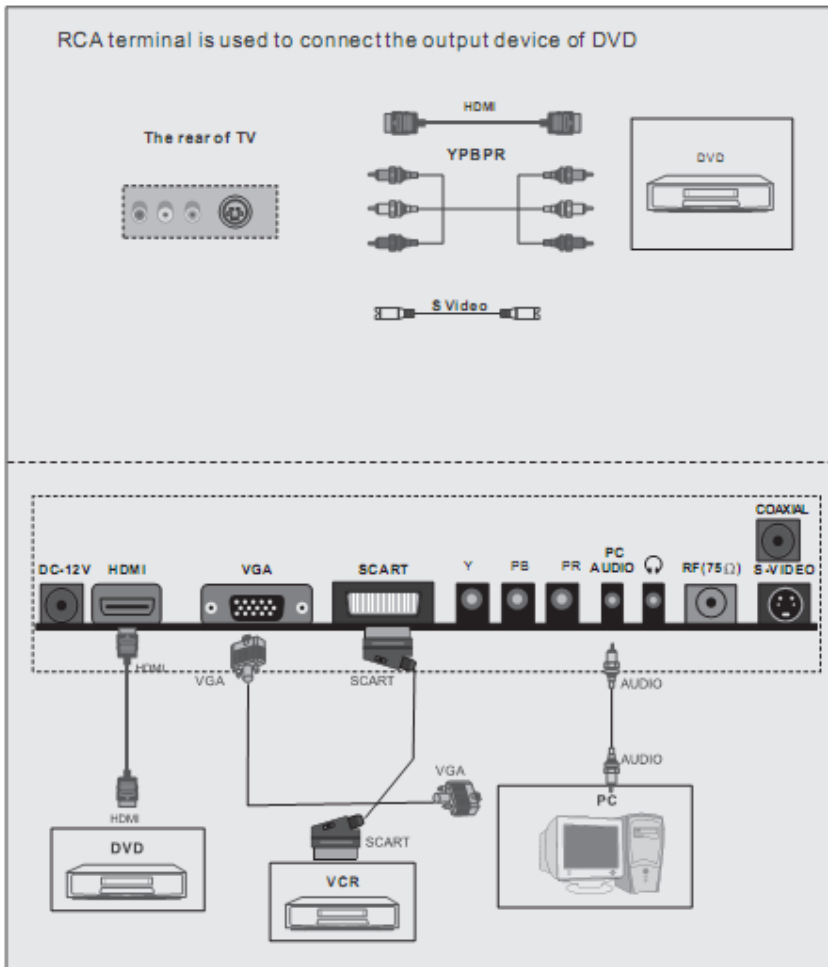 RCA terminal is used to connect the output device of DVD
HDMI
The rear of TV
YPBPR
DVD
S Video
COAXIAL
DC-12V HDMI VGA SCART Y PB PR PC AUDIO RF(75Ω) S-VIDEO
HDMI
VGA
SCART
AUDIO
AUDIO
VGA
PC
HDMI
SCART
DVD
VCR